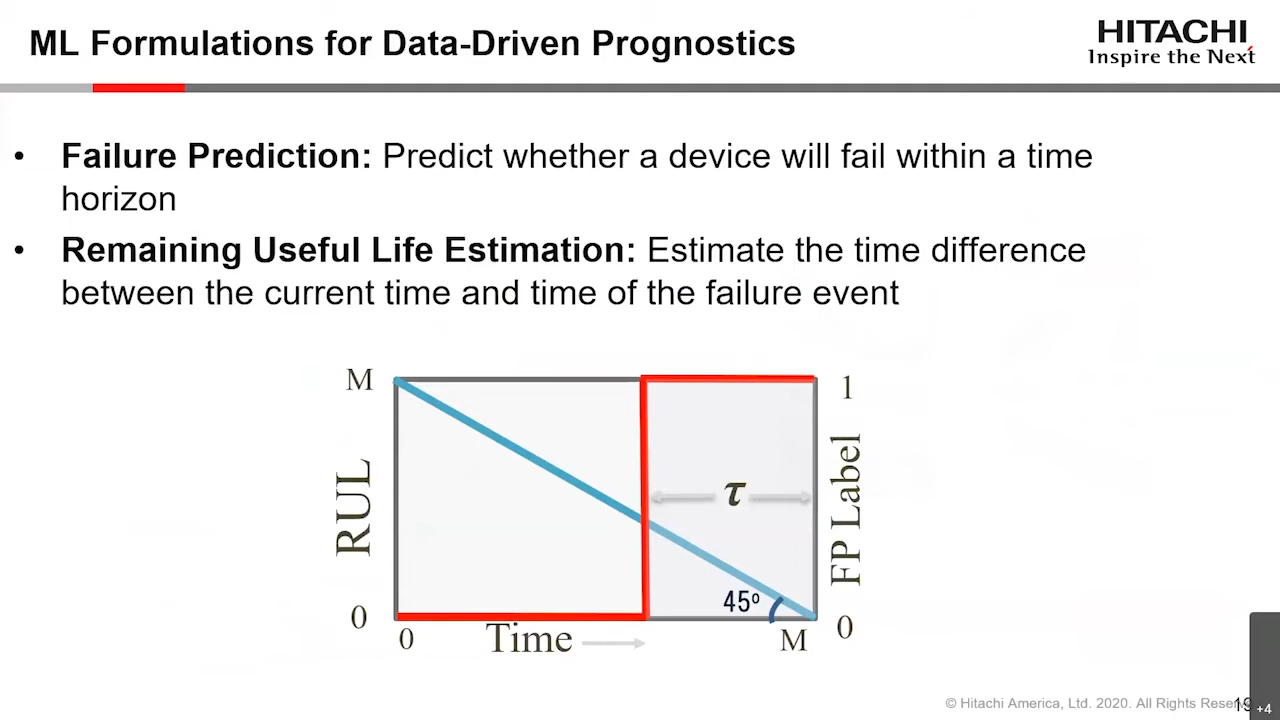 ML Formulations for Data-Driven Prognostics
HITACHI
Inspire the Next
• Failure Prediction: Predict whether a device will fail within a time
horizon
• Remaining Useful Life Estimation: Estimate the time difference
between the current time and time of the failure event
M
1
RUL
τ
FP Label
45º
0
0
Time
M
0
© Hitachi America, Ltd. 2020. All Rights
19
+4